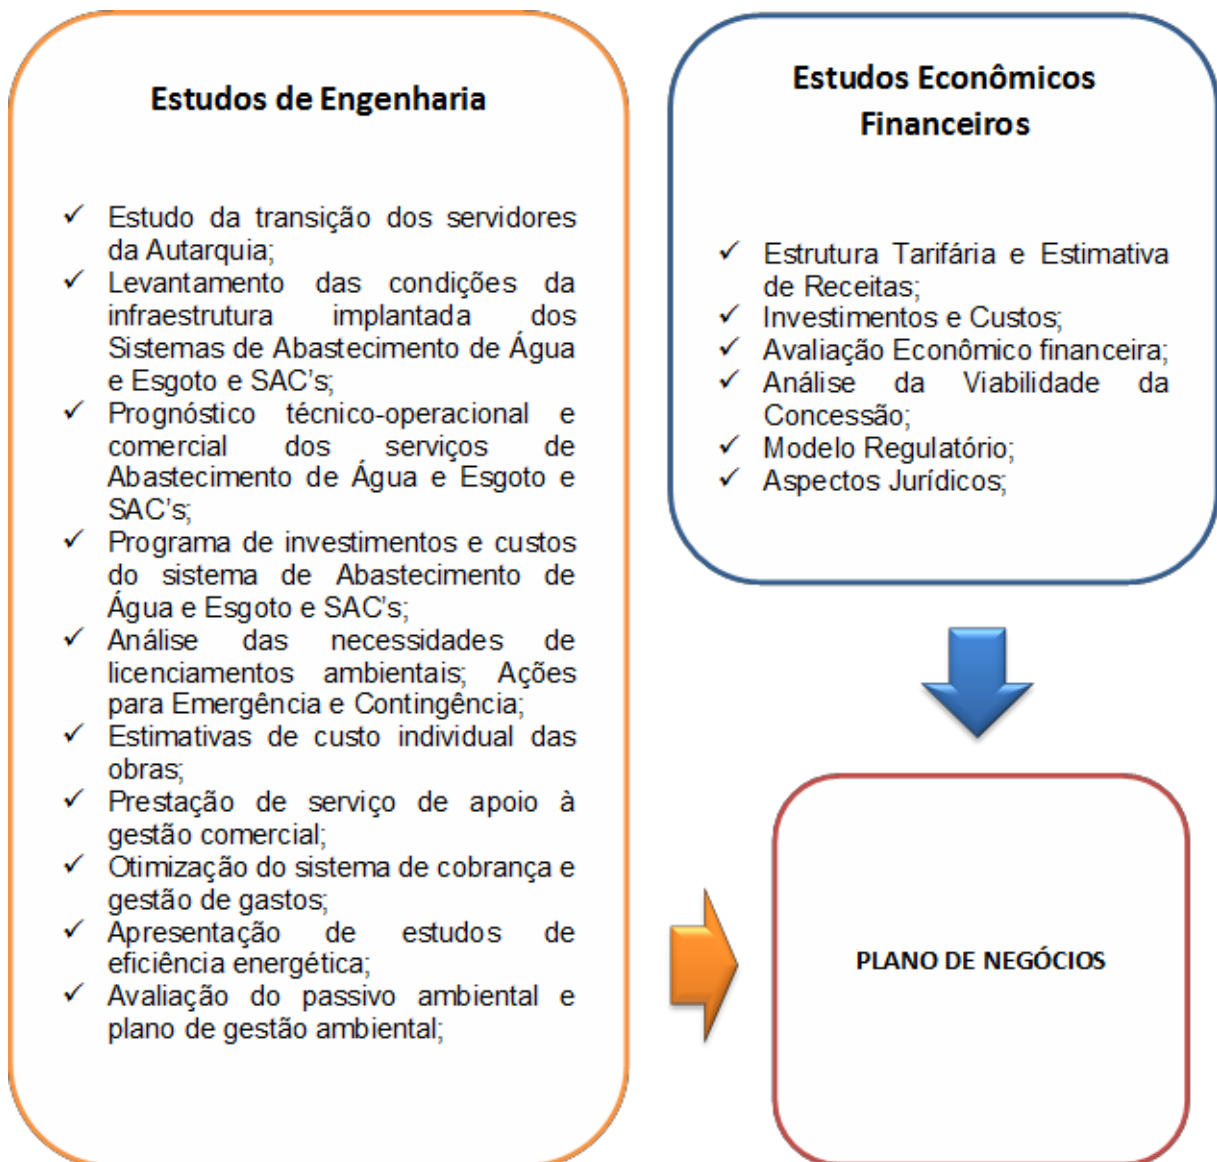 Estudos de Engenharia
✓ Estudo da transição dos servidores
da Autarquia;
✓ Levantamento das condições da
infraestrutura implantada dos
Sistemas de Abastecimento de Água
e Esgoto e SAC's;
✓ Prognóstico técnico-operacional e
comercial dos serviços de
Abastecimento de Água e Esgoto e
SAC's;
✓ Programa de investimentos e custos
do sistema de Abastecimento de
Água e Esgoto e SAC's;
✓ Análise das necessidades de
licenciamentos ambientais; Ações
para Emergência e Contingência;
✓ Estimativas de custo individual das
obras;
✓ Prestação de serviço de apoio à
gestão comercial;
✓ Otimização do sistema de cobrança e
gestão de gastos;
✓ Apresentação de estudos de
eficiência energética;
✓ Avaliação do passivo ambiental e
plano de gestão ambiental;
Estudos Econômicos
Financeiros
✓ Estrutura Tarifária e Estimativa
de Receitas;
✓ Investimentos e Custos;
✓ Avaliação Econômico financeira;
✓ Análise da Viabilidade da
Concessão;
✓ Modelo Regulatório;
✓ Aspectos Jurídicos;
PLANO DE NEGÓCIOS